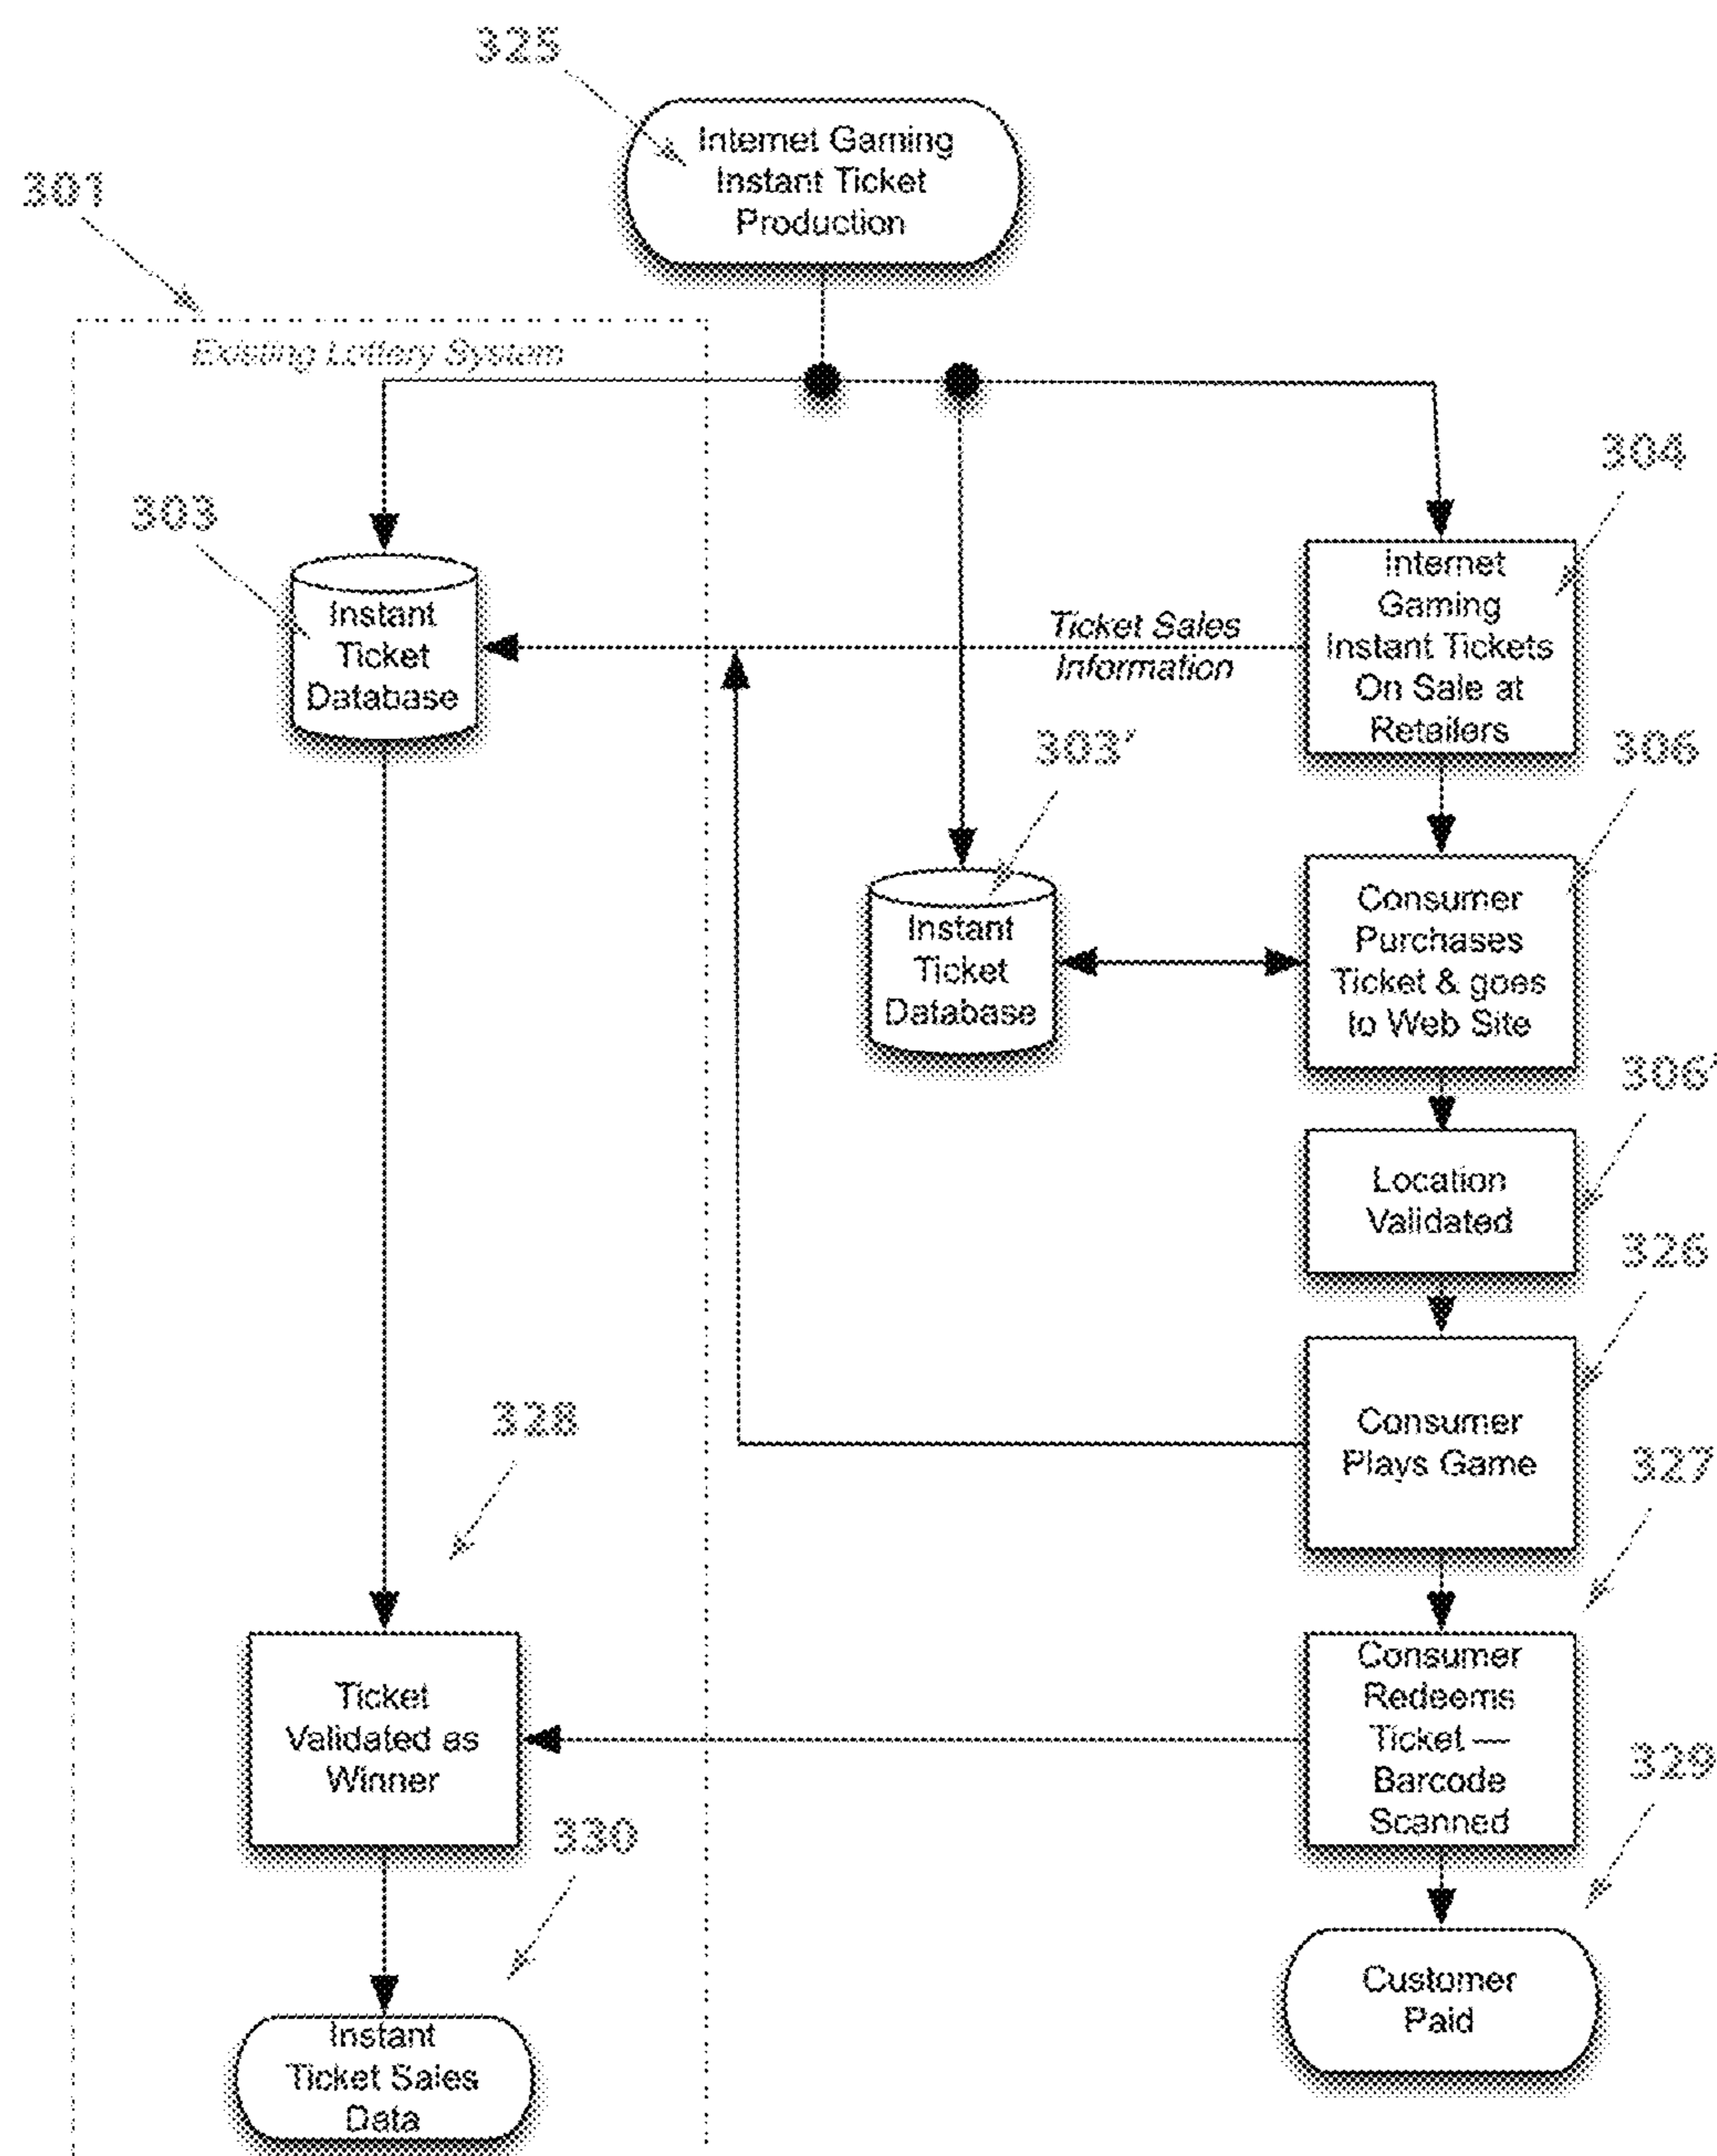 325
Internet Gaming
Instant Ticket
Production
301
Existing Lottery System
304
303
Instant
Ticket
Database
Internet
Gaming
Instant Tickets
On Sale at
Retailers
Ticket Sales
Information
303'
306
Instant
Ticket
Database
Consumer
Purchases
Ticket & goes
to Web Site
306'
Location
Validated
326
Consumer
Plays Game
328
327
Ticket
Validated as
Winner
Consumer
Redeems
Ticket —
Barcode
Scanned
330
329
Instant
Ticket Sales
Data
Customer
Paid